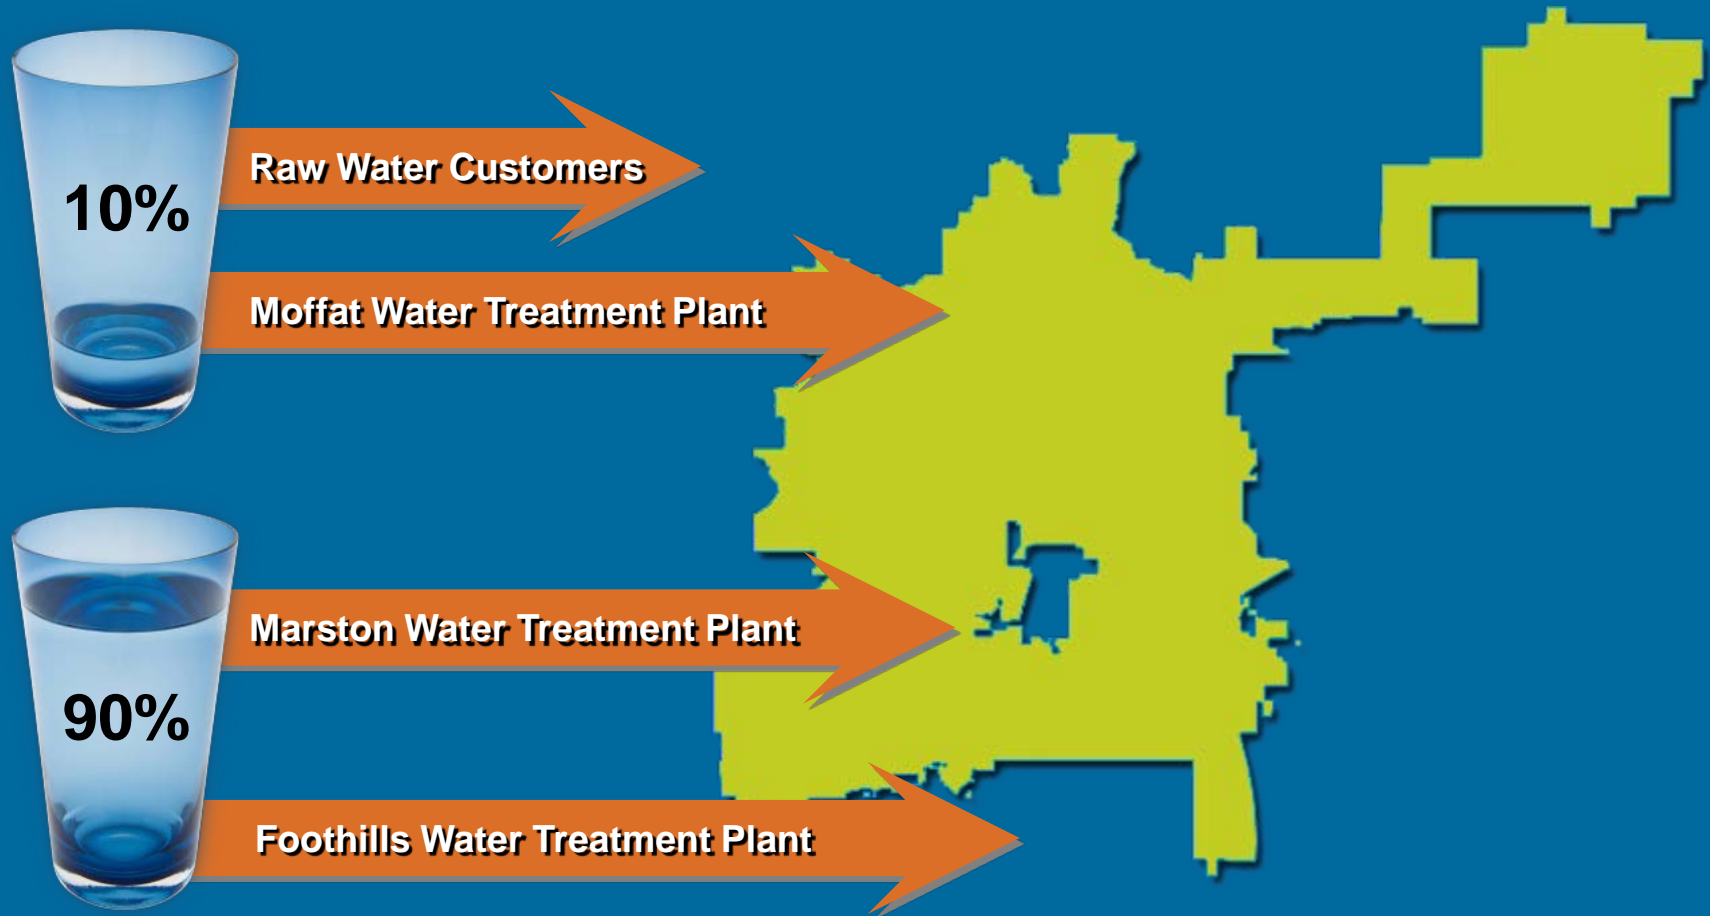 10%
Raw Water Customers
Moffat Water Treatment Plant
90%
Marston Water Treatment Plant
Foothills Water Treatment Plant